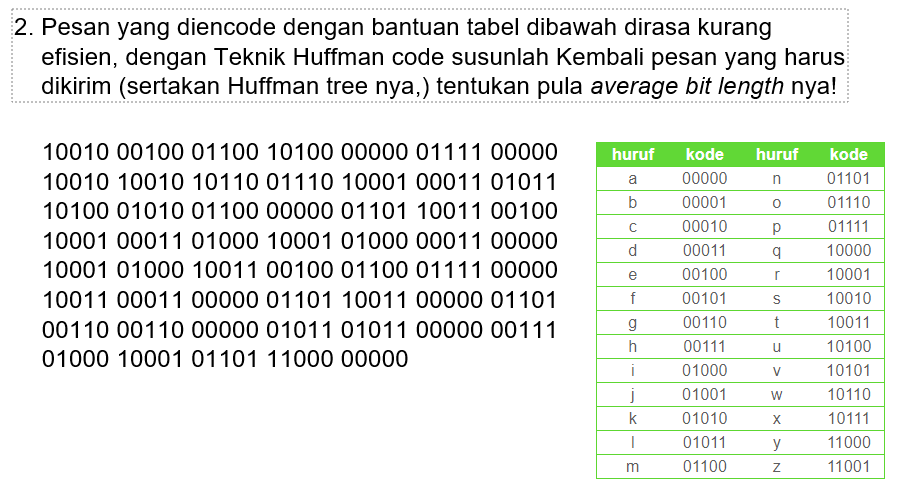 2. Pesan yang diencode dengan bantuan tabel dibawah dirasa kurang
efisien, dengan Teknik Huffman code susunlah Kembali pesan yang harus
dikirim (sertakan Huffman tree nya,) tentukan pula average bit length nya!
10010 00100 01100 10100 00000 01111 00000
10010 10010 10110 01110 10001 00011 01011
10100 01010 01100 00000 01101 10011 00100
10001 00011 01000 10001 01000 00011 00000
10001 01000 10011 00100 01100 01111 00000
10011 00011 00000 01101 10011 00000 01101
00110 00110 00000 01011 01011 00000 00111
01000 10001 01101 11000 00000
huruf kode huruf kode
a 00000 n 01101
b 00001 o 01110
c 00010 p 01111
d 00011 q 10000
e 00100 r 10001
f 00101 s 10010
g 00110 t 10011
h 00111 u 10100
i 01000 v 10101
j 01001 w 10110
k 01010 x 10111
l 01011 y 11000
m 01100 z 11001